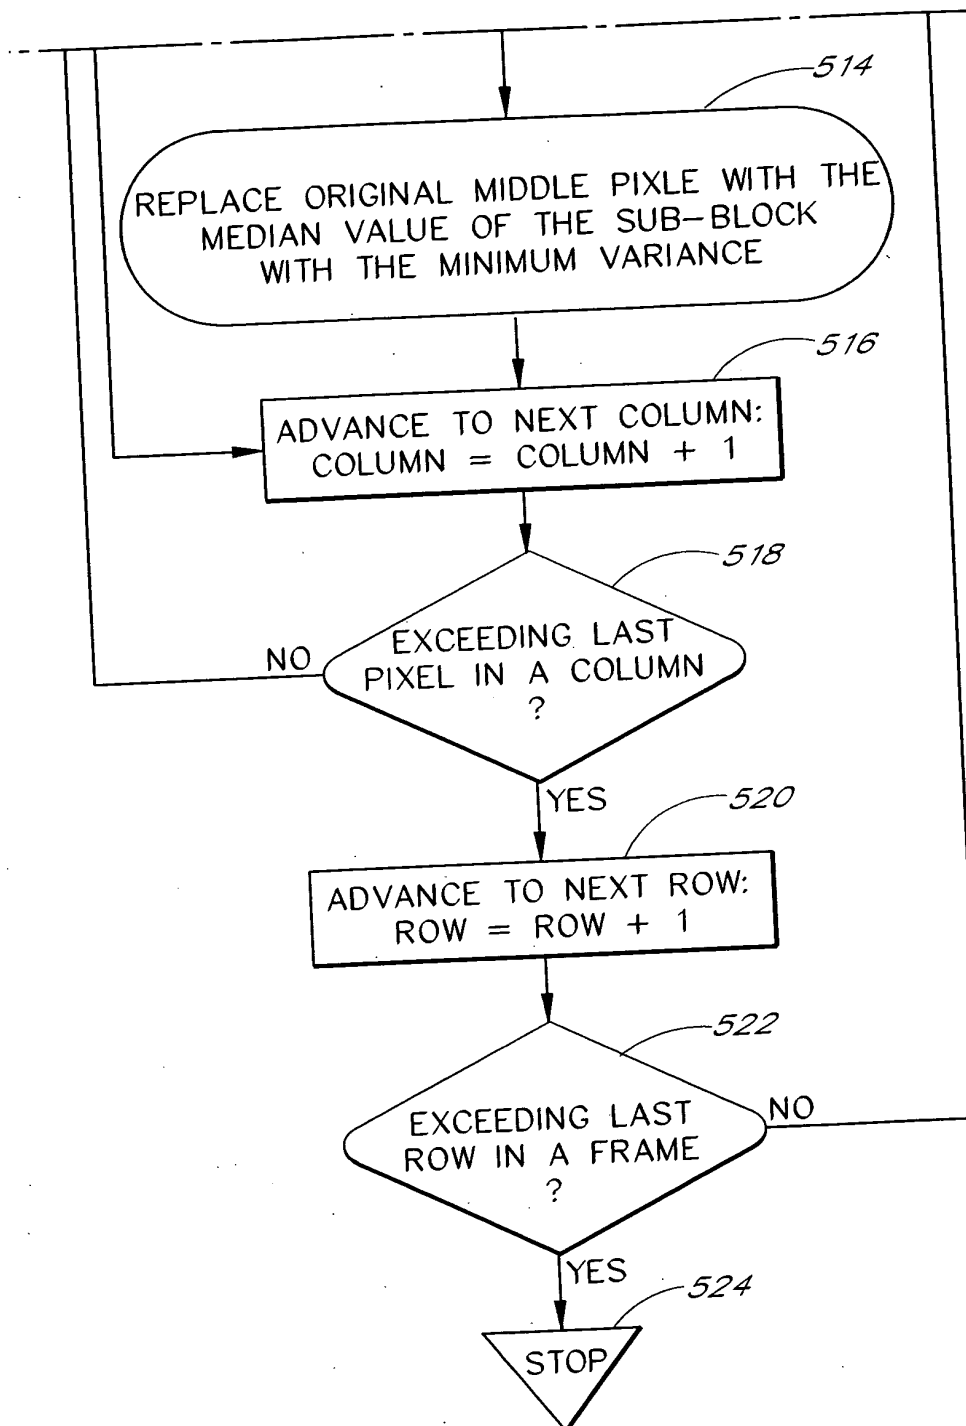 514
REPLACE ORIGINAL MIDDLE PIXLE WITH THE
MEDIAN VALUE OF THE SUB-BLOCK
WITH THE MINIMUM VARIANCE
516
ADVANCE TO NEXT COLUMN:
COLUMN = COLUMN + 1
518
EXCEEDING LAST
PIXEL IN A COLUMN
?
NO
YES
520
ADVANCE TO NEXT ROW:
ROW = ROW + 1
522
EXCEEDING LAST
ROW IN A FRAME
?
NO
YES
524
STOP